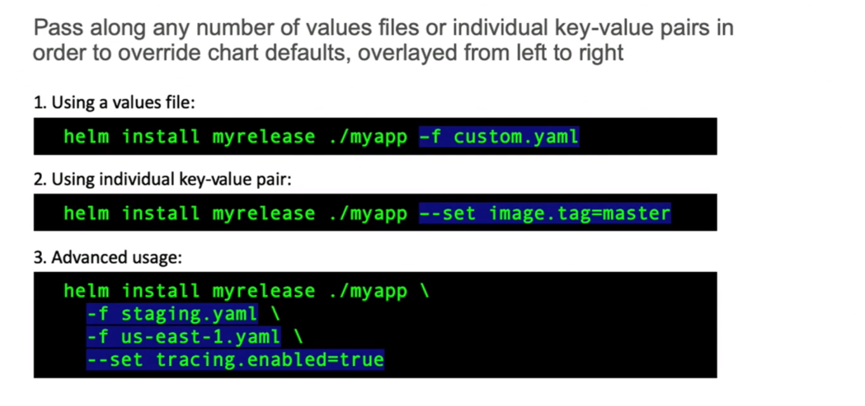 Pass along any number of values files or individual key-value pairs in
order to override chart defaults, overlayed from left to right
1. Using a values file:
helm install myrelease ./myapp -f custom.yaml
2. Using individual key-value pair:
helm install myrelease ./myapp --set image.tag=master
3. Advanced usage:
helm install myrelease ./myapp \
-f staging.yaml \
-f us-east-1.yaml \
--set tracing.enabled=true